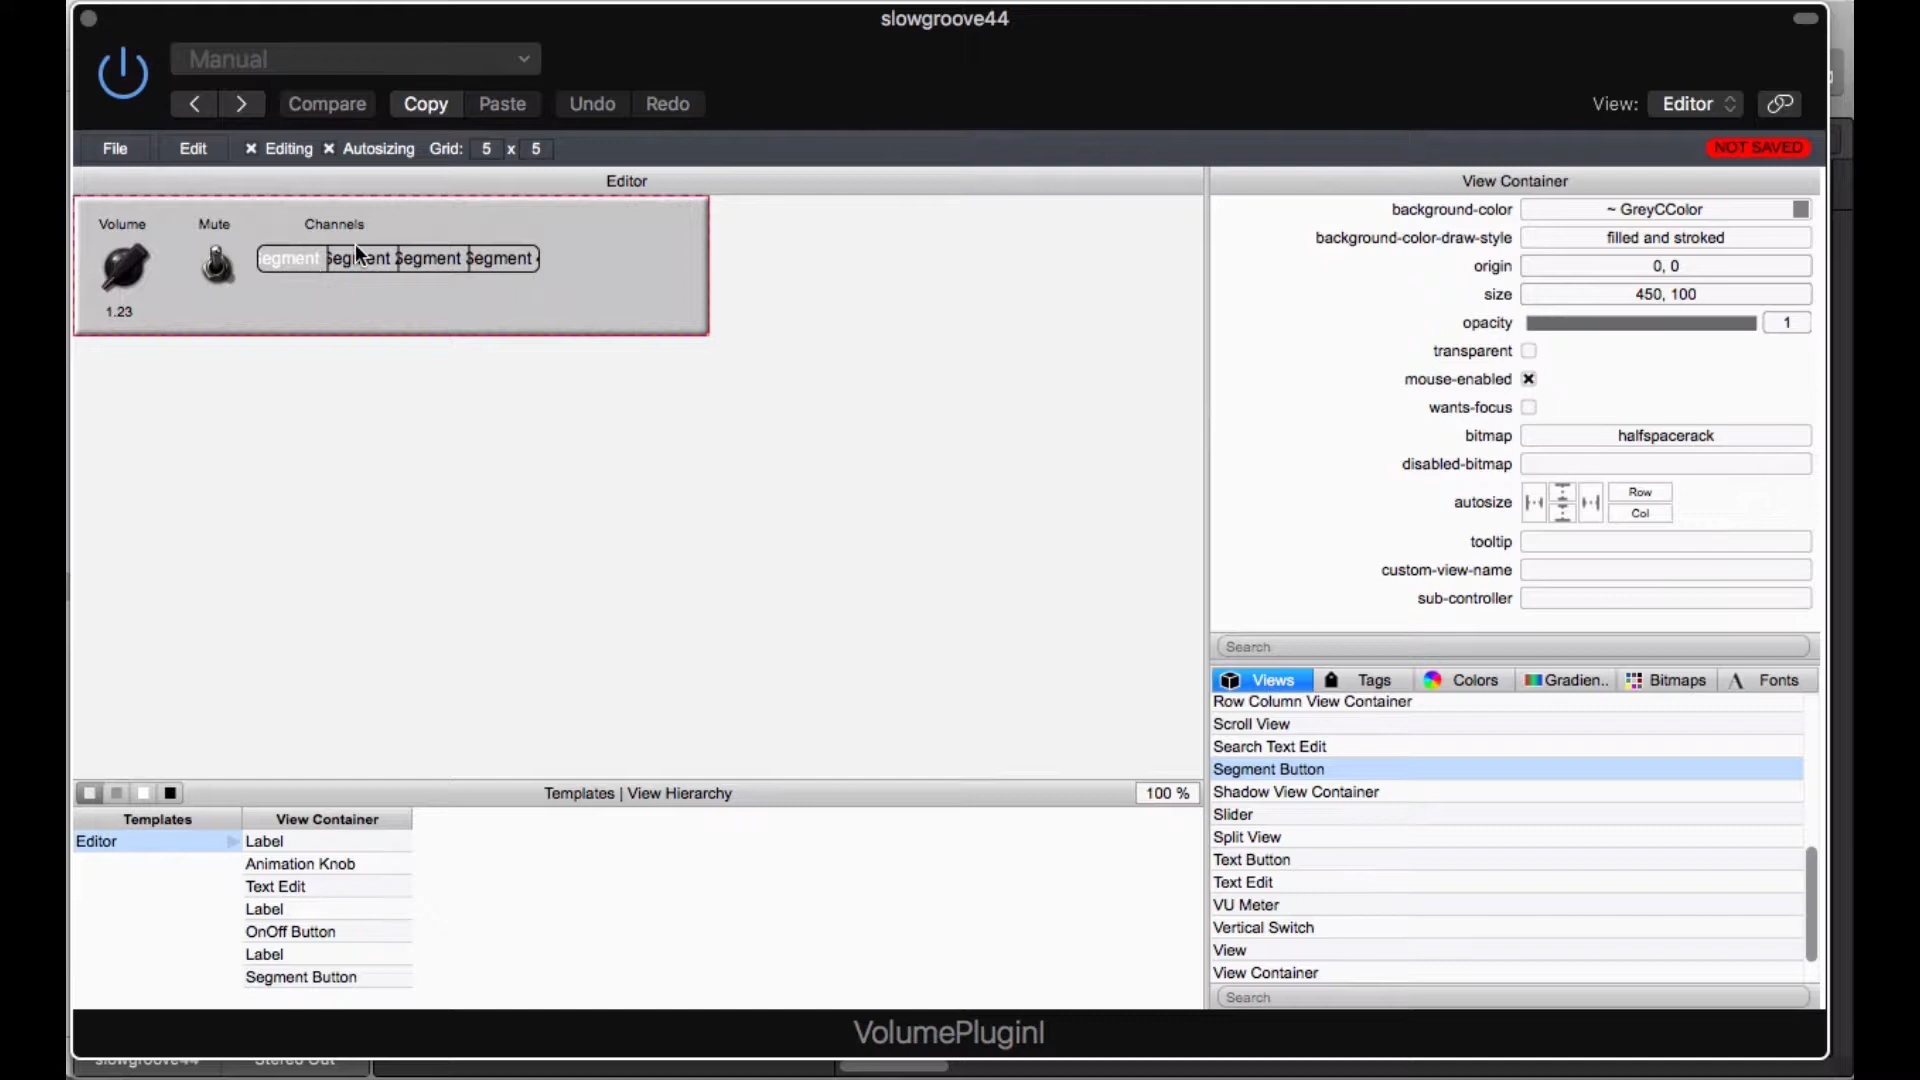 slowgroove44
Manual
Compare Copy Paste Undo Redo
View: Editor
File Edit Editing Autosizing Grid: 5 x 5
NOT SAVED
Editor
Volume Mute Channels
Segment Segment Segment
1.23
View Container
background-color ~ GreyCColor
background-color-draw-style filled and stroked
origin 0, 0
size 450, 100
opacity 1
transparent
mouse-enabled
wants-focus
bitmap halfspacerack
disabled-bitmap
autosize Row
Col
tooltip
custom-view-name
sub-controller
Search
Views Tags Colors Gradien.. Bitmaps Fonts
Row Column View Container
Scroll View
Search Text Edit
Segment Button
Shadow View Container
Slider
Split View
Text Button
Text Edit
VU Meter
Vertical Switch
View
View Container
Search
Templates | View Hierarchy 100 %
Templates View Container
Editor Label
Animation Knob
Text Edit
Label
OnOff Button
Label
Segment Button
VolumePluginI
slowgroove44 Stereo Out